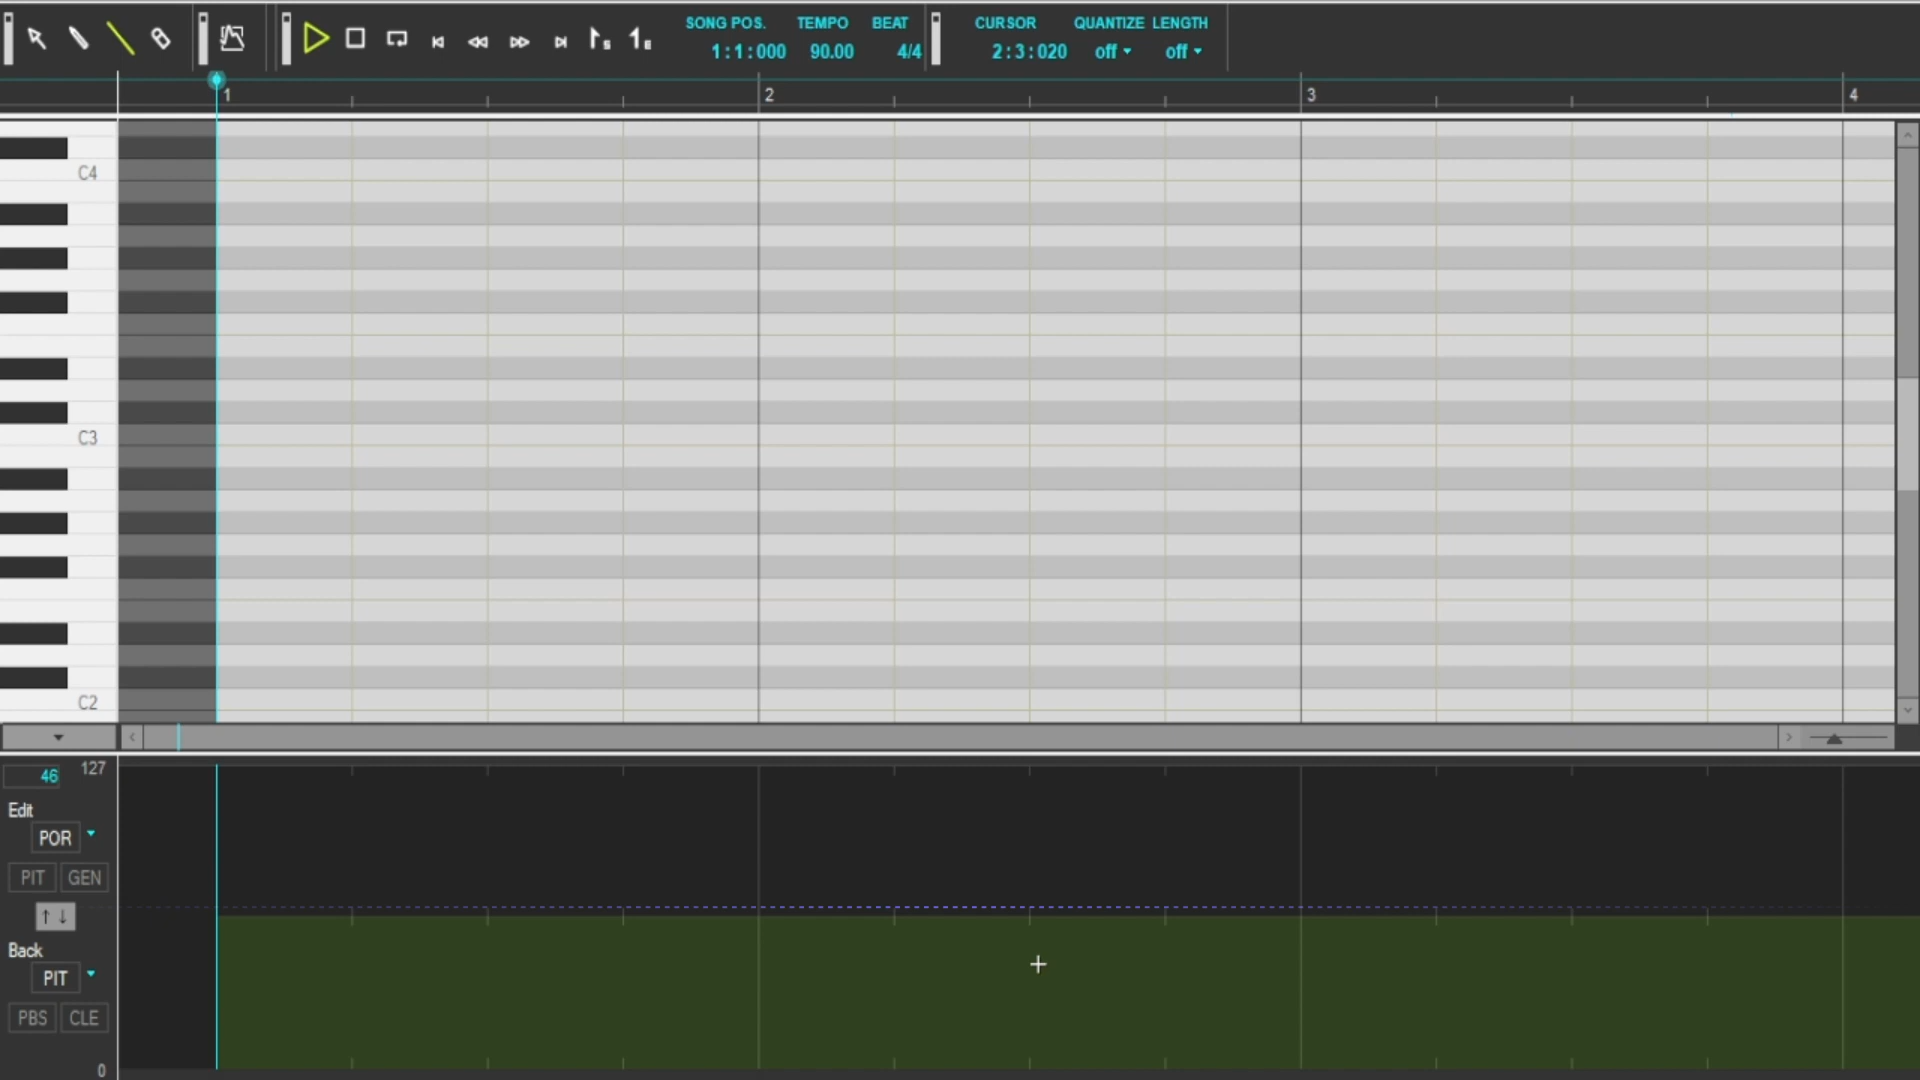 SONG POS. TEMPO BEAT CURSOR QUANTIZE LENGTH
1:1:000 90.00 4/4 2:3:020 off off
1 2 3 4
C4
C3
C2
46 127
Edit
POR
PIT GEN
↑ ↓
Back
PIT
PBS CLE
0